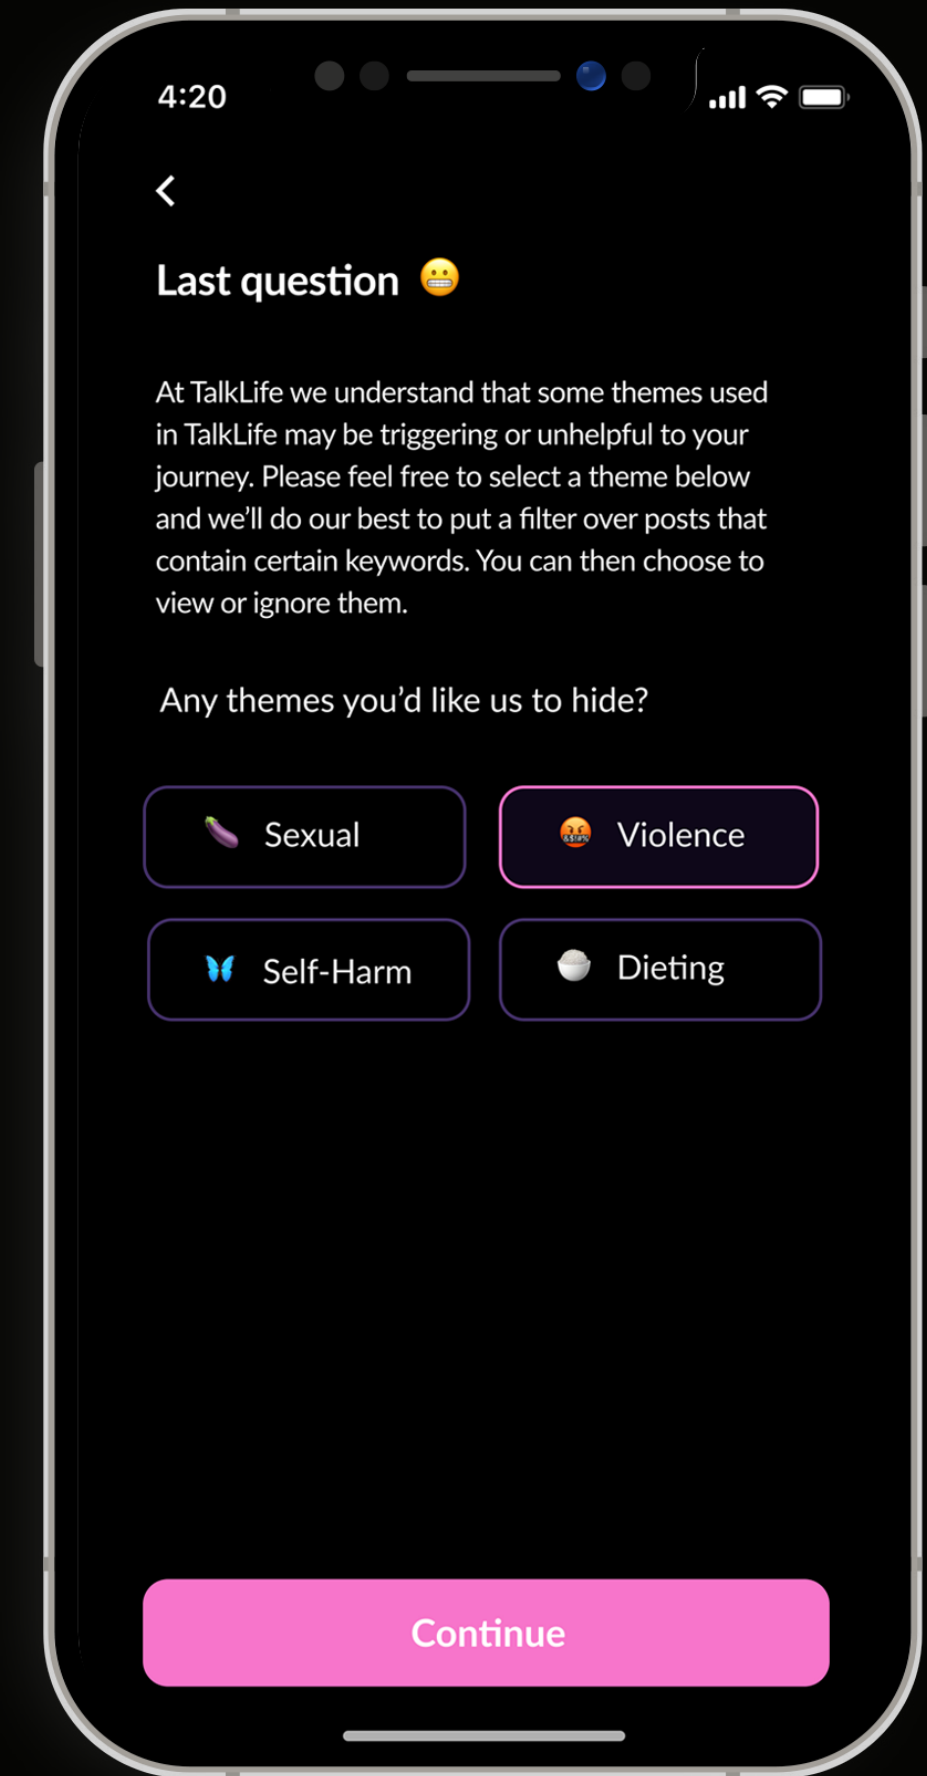 4:20
Last question 😬
At TalkLife we understand that some themes used
in TalkLife may be triggering or unhelpful to your
journey. Please feel free to select a theme below
and we’ll do our best to put a filter over posts that
contain certain keywords. You can then choose to
view or ignore them.
Any themes you’d like us to hide?
🍆 Sexual
🤬 Violence
🦋 Self-Harm
🍚 Dieting
Continue